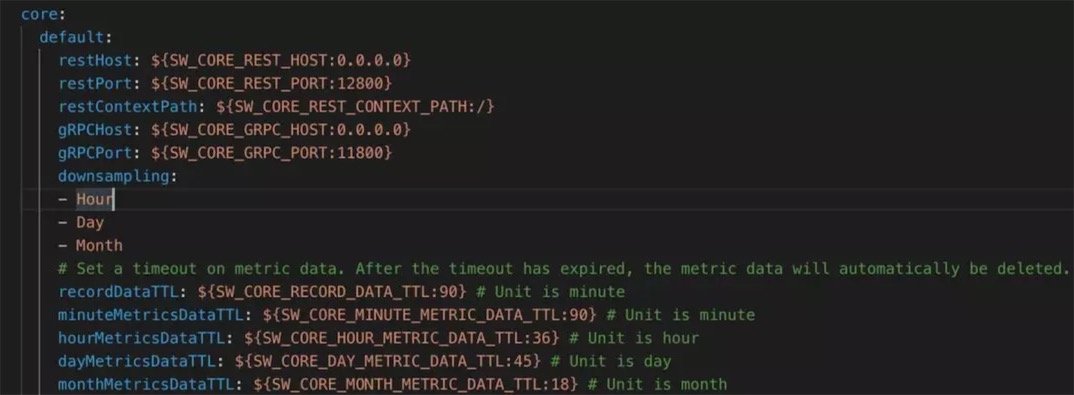 core:
default:
restHost: ${SW_CORE_REST_HOST:0.0.0.0}
restPort: ${SW_CORE_REST_PORT:12800}
restContextPath: ${SW_CORE_REST_CONTEXT_PATH:/}
gRPCHost: ${SW_CORE_GRPC_HOST:0.0.0.0}
gRPCPort: ${SW_CORE_GRPC_PORT:11800}
downsampling:
- Hour
- Day
- Month
# Set a timeout on metric data. After the timeout has expired, the metric data will automatically be deleted.
recordDataTTL: ${SW_CORE_RECORD_DATA_TTL:90} # Unit is minute
minuteMetricsDataTTL: ${SW_CORE_MINUTE_METRIC_DATA_TTL:90} # Unit is minute
hourMetricsDataTTL: ${SW_CORE_HOUR_METRIC_DATA_TTL:36} # Unit is hour
dayMetricsDataTTL: ${SW_CORE_DAY_METRIC_DATA_TTL:45} # Unit is day
monthMetricsDataTTL: ${SW_CORE_MONTH_METRIC_DATA_TTL:18} # Unit is month